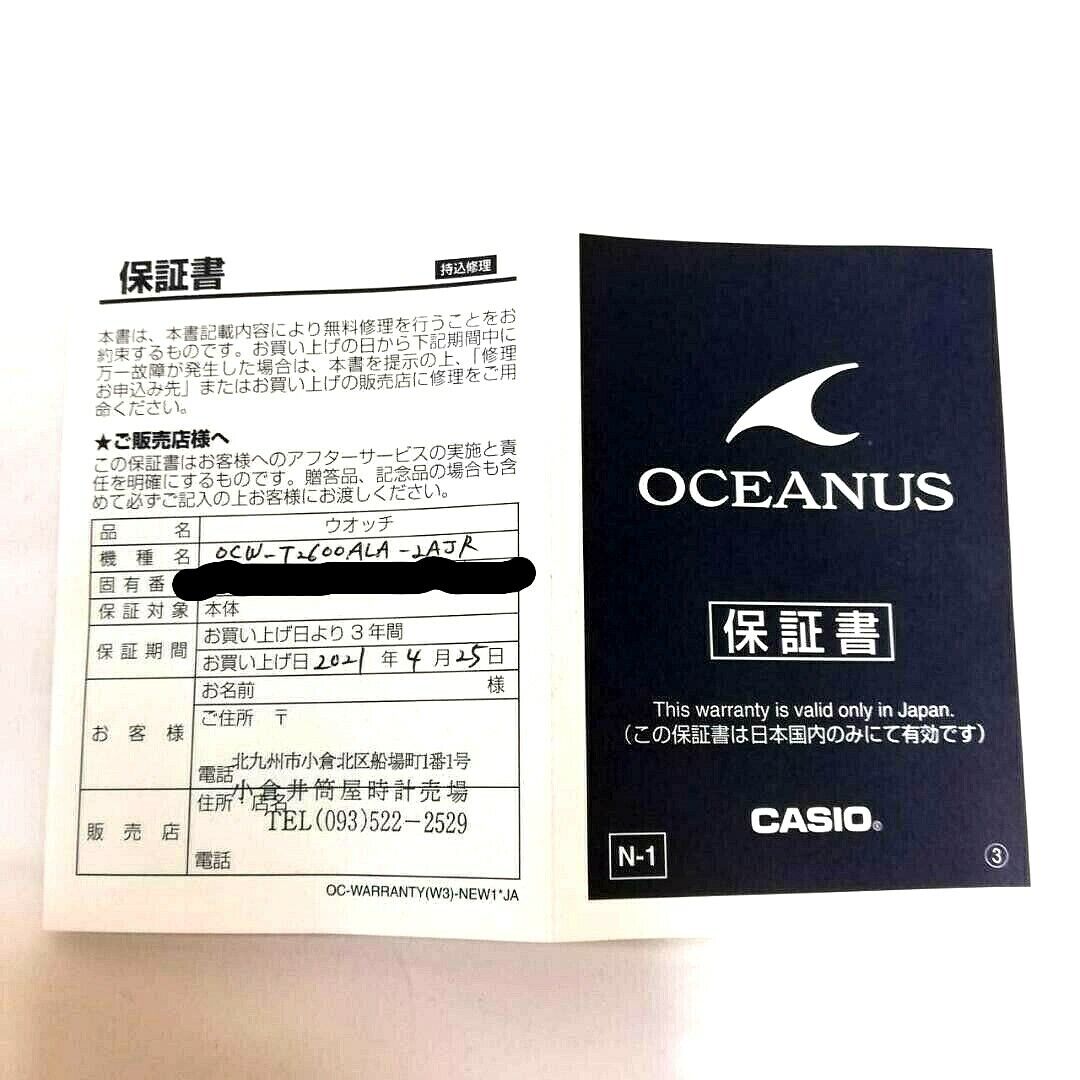 保証書
持込修理
本書は、本書記載内容により無料修理を行うことをお
約束するものです。お買い上げの日から下記期間中に
万一故障が発生した場合は、本書を提示の上、「修理
お申込み先」またはお買い上げの販売店に修理をご用
命ください。
★ご販売店様へ
この保証書はお客様へのアフターサービスの実施と責
任を明確にするものです。贈答品、記念品の場合も含
めて必ずご記入の上お客様にお渡しください。
品名 ウオッチ
機種名 OCW-T2600ALA-2AJR
固有番
保証対象 本体
保証期間 お買い上げ日より3年間
お買い上げ日 2021 年 4 月 25 日
お客様 お名前 様
ご住所 〒
電話
北九州市小倉北区船場町1番1号
小倉井筒屋時計売場
TEL(093)522-2529
販売店 住所・店名
電話
OC-WARRANTY(W3)-NEW1*JA
OCEANUS
保証書
This warranty is valid only in Japan.
(この保証書は日本国内のみにて有効です)
CASIO®
N-1
③